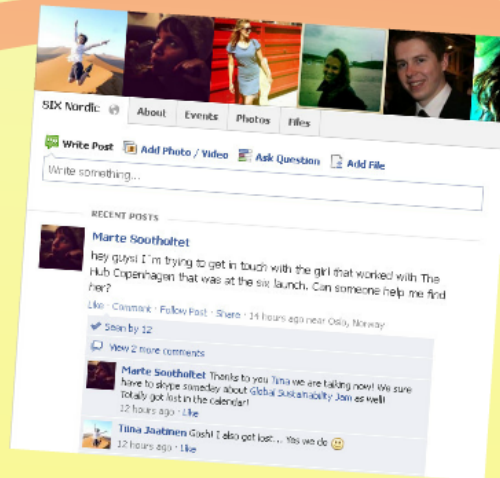 SIX Nordic About Events Photos Files
Write Post Add Photo / Video Ask Question Add File
Write something...
RECENT POSTS
Marte Sootholtet
hey guys! I´m trying to get in touch with the girl that worked with The
Hub Copenhagen that was at the six launch. Can someone help me find
her?
Like · Comment · Follow Post · Share · 14 hours ago near Oslo, Norway
Seen by 12
View 2 more comments
Marte Sootholtet Thanks to you Tiina we are talking now! We sure
have to skype someday about Global Sustainability Jam as well!
Totally got lost in the calendar!
12 hours ago · Like
Tiina Jaatinen Gosh! I also got lost... Yes we do
12 hours ago · Like